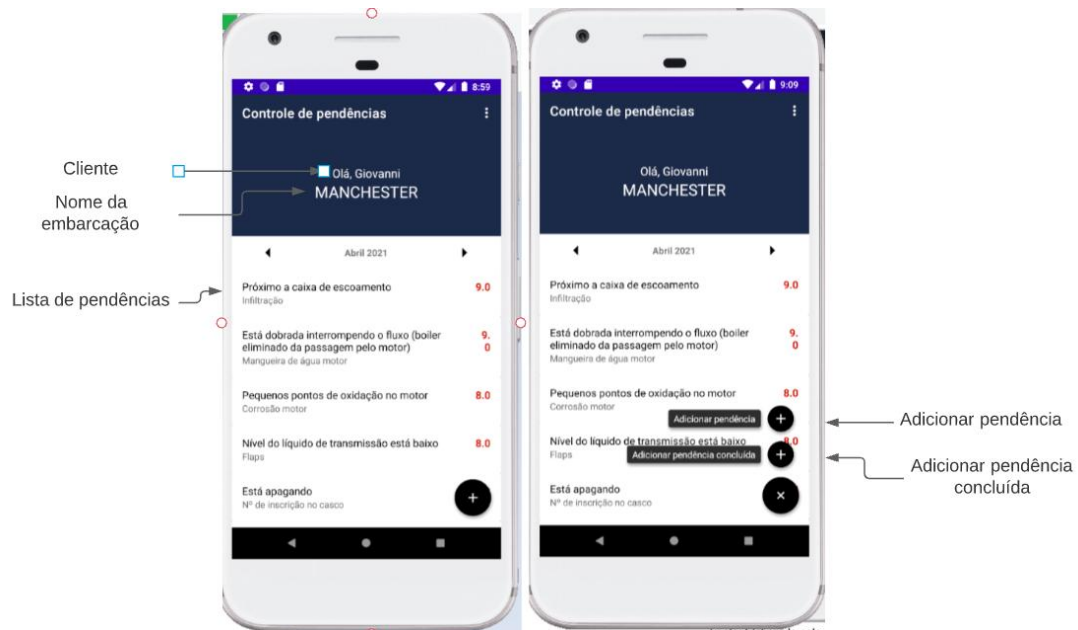 Cliente
Nome da
embarcação
Lista de pendências
8:59
Controle de pendências
Olá, Giovanni
MANCHESTER
Abril 2021
Próximo a caixa de escoamento 9.0
Infiltração
Está dobrada interrompendo o fluxo (boiler 9.
eliminado da passagem pelo motor) 0
Mangueira de água motor
Pequenos pontos de oxidação no motor 8.0
Corrosão motor
Nível do líquido de transmissão está baixo 8.0
Flaps
Está apagando
Nº de inscrição no casco
9:09
Controle de pendências
Olá, Giovanni
MANCHESTER
Abril 2021
Próximo a caixa de escoamento 9.0
Infiltração
Está dobrada interrompendo o fluxo (boiler 9.
eliminado da passagem pelo motor) 0
Mangueira de água motor
Pequenos pontos de oxidação no motor 8.0
Corrosão motor
Adicionar pendência
Nível do líquido de transmissão está baixo 8.0
Flaps
Adicionar pendência concluída
Está apagando
Nº de inscrição no casco
Adicionar pendência
Adicionar pendência
concluída